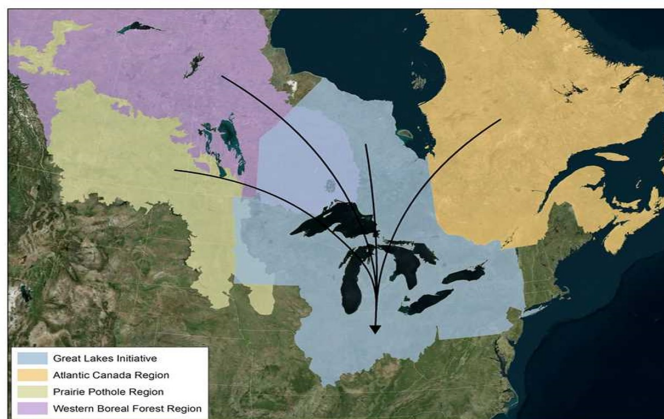 Great Lakes Initiative
Atlantic Canada Region
Prairie Pothole Region
Western Boreal Forest Region